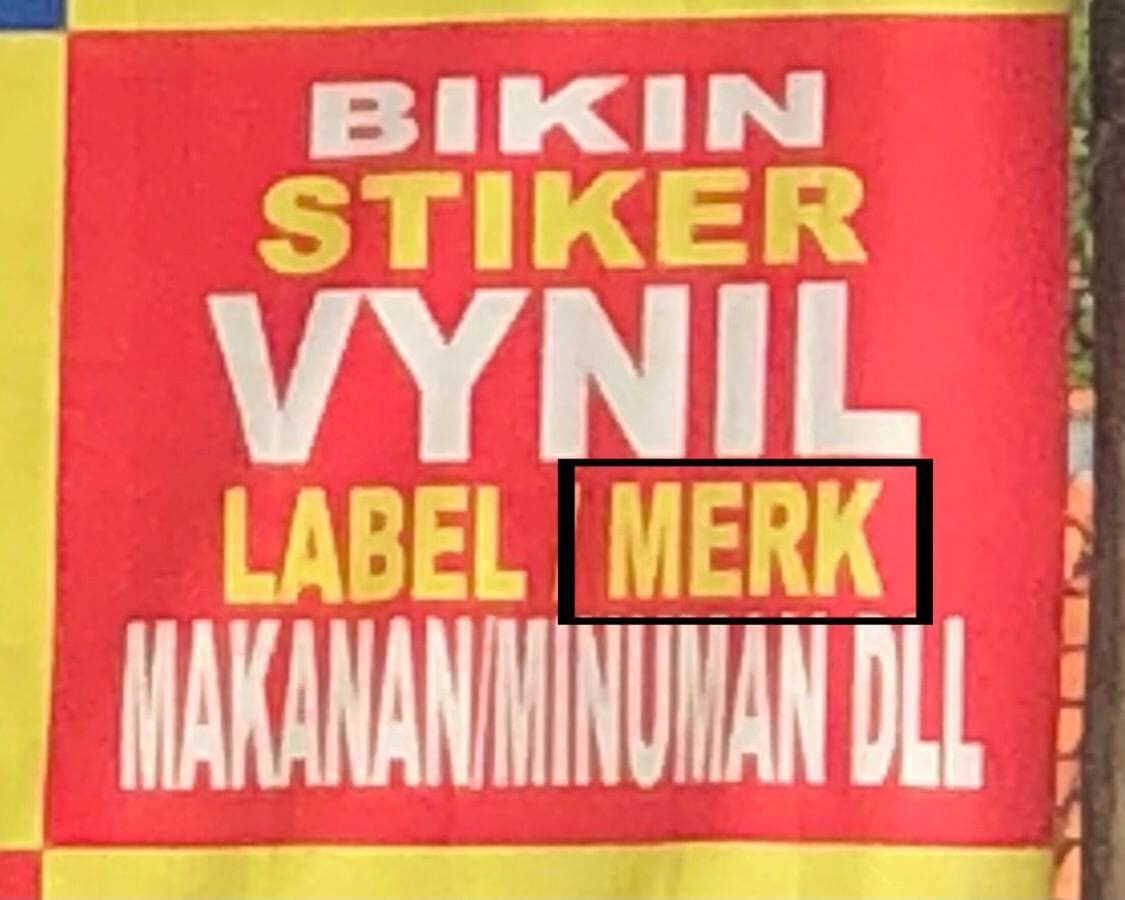 BIKIN
STIKER
VYNIL
LABEL / MERK
MAKANAN/MINUMAN DLL